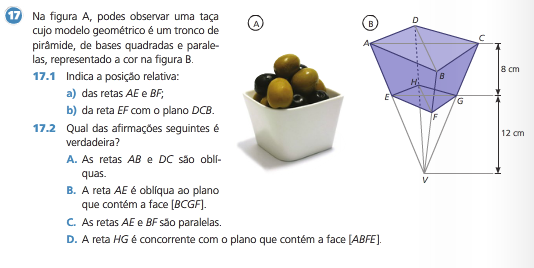 17 Na figura A, podes observar uma taça
cujo modelo geométrico é um tronco de
pirâmide, de bases quadradas e parale-
las, representado a cor na figura B.
17.1 Indica a posição relativa:
a) das retas AE e BF;
b) da reta EF com o plano DCB.
17.2 Qual das afirmações seguintes é
verdadeira?
A. As retas AB e DC são oblí-
quas.
B. A reta AE é oblíqua ao plano
que contém a face [BCGF].
C. As retas AE e BF são paralelas.
D. A reta HG é concorrente com o plano que contém a face [ABFE].
A
B
D
A
C
B
H
E
G
F
V
8 cm
12 cm